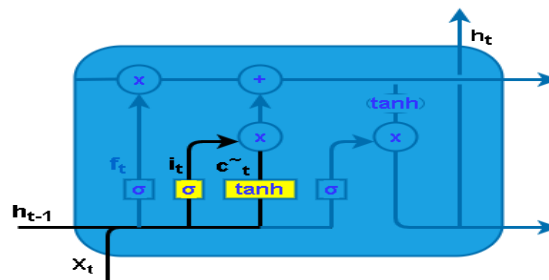 h_t
x +
tanh
x x
f_t i_t c~_t
σ σ tanh σ
h_t-1
X_t